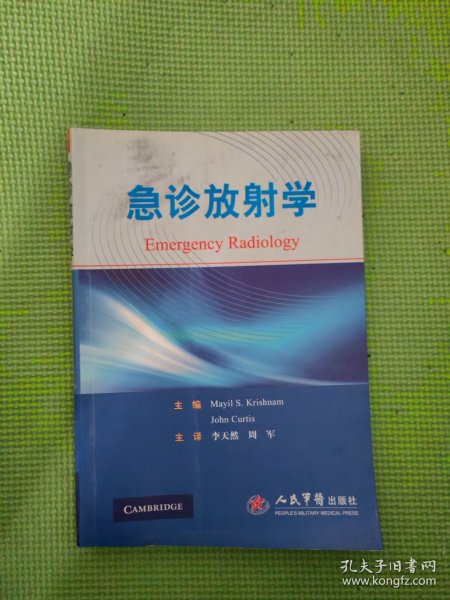 急诊放射学
Emergency Radiology
主 编 Mayil S. Krishnam
John Curtis
主 译 李天然 周 军
CAMBRIDGE
人民军医出版社
PEOPLE'S MILITARY MEDICAL PRESS
孔夫子旧书网
www.kongfz.com